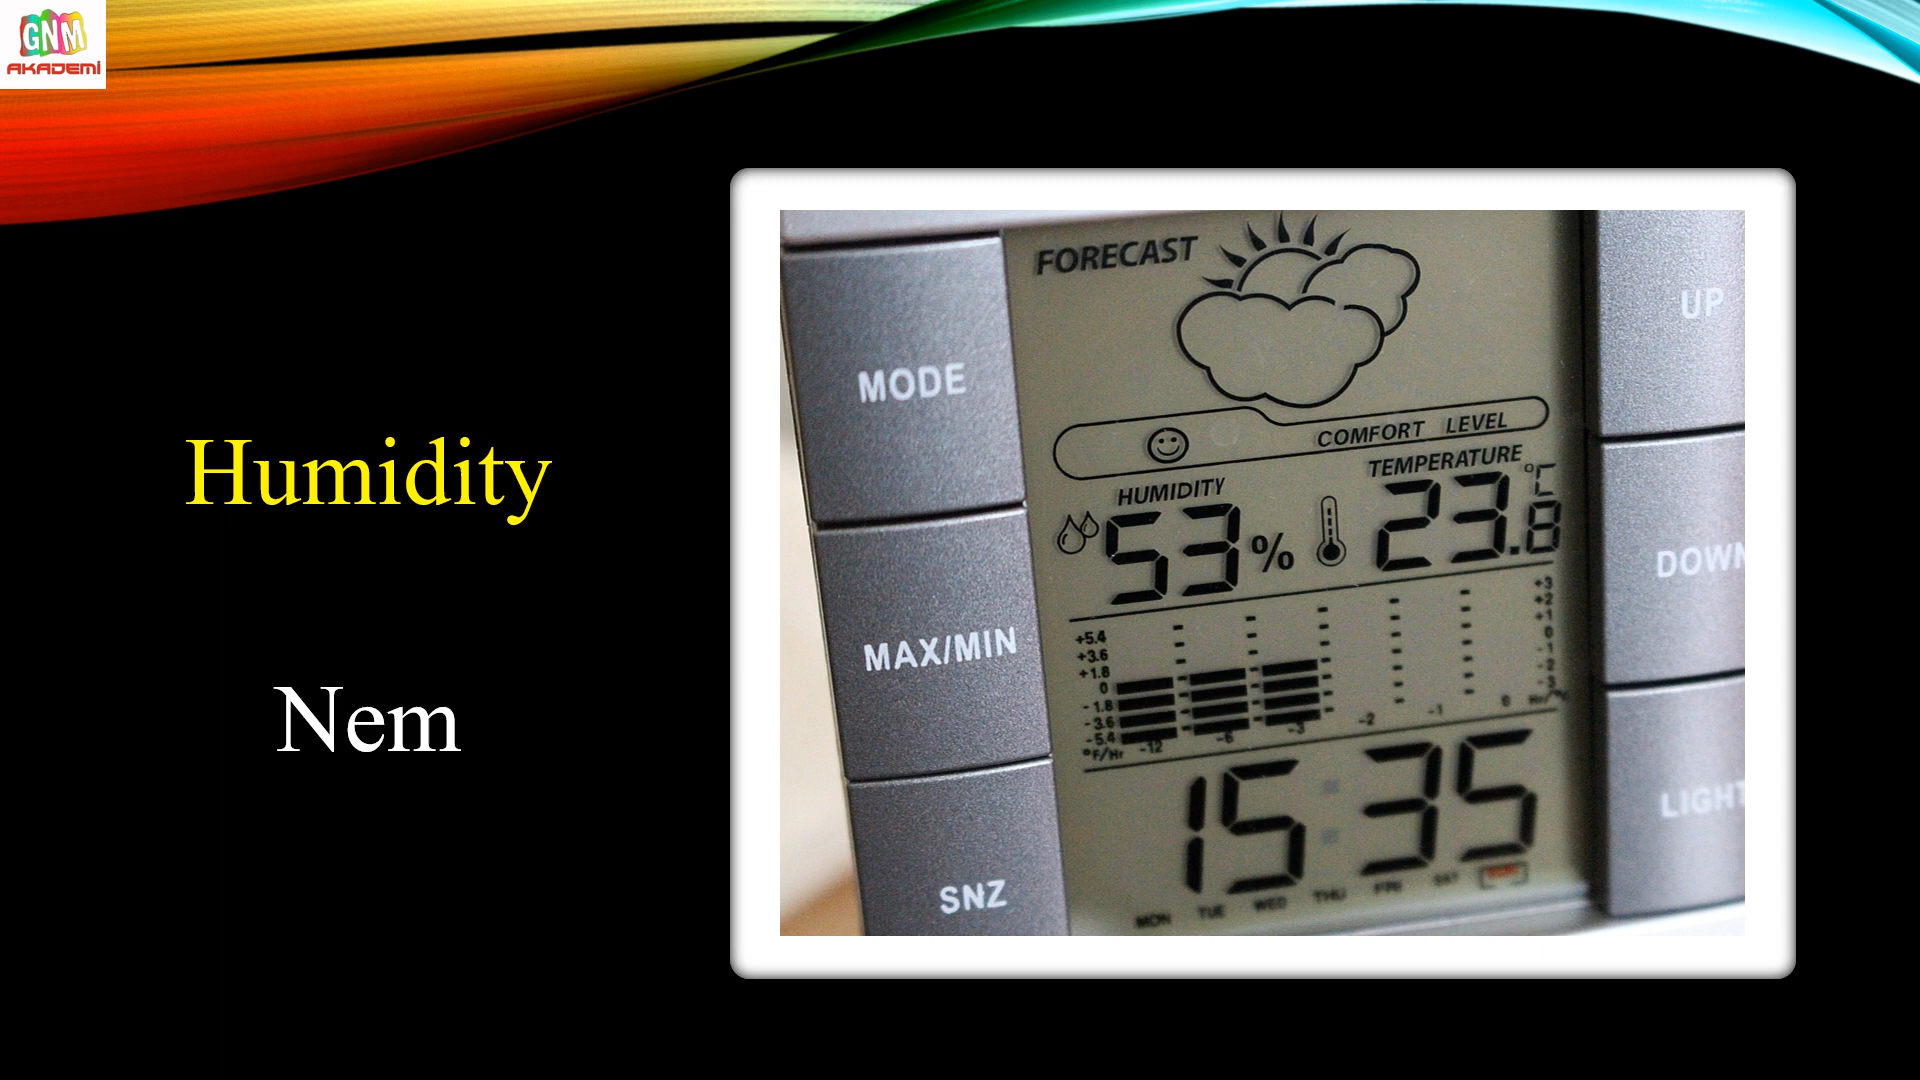 GNM
AKADEMİ
Humidity
Nem
FORECAST
MODE
UP
COMFORT LEVEL
HUMIDITY
TEMPERATURE
53%
23.8 °C
MAX/MIN
DOWN
+5.4
+3.6
+1.8
0
-1.8
-3.6
-5.4
°F/Hr
-12 -6 -3 -2 -1 0
+3
+2
+1
0
-1
-2
-3
15:35
LIGHT
SNZ
MON TUE WED THU FRI SAT